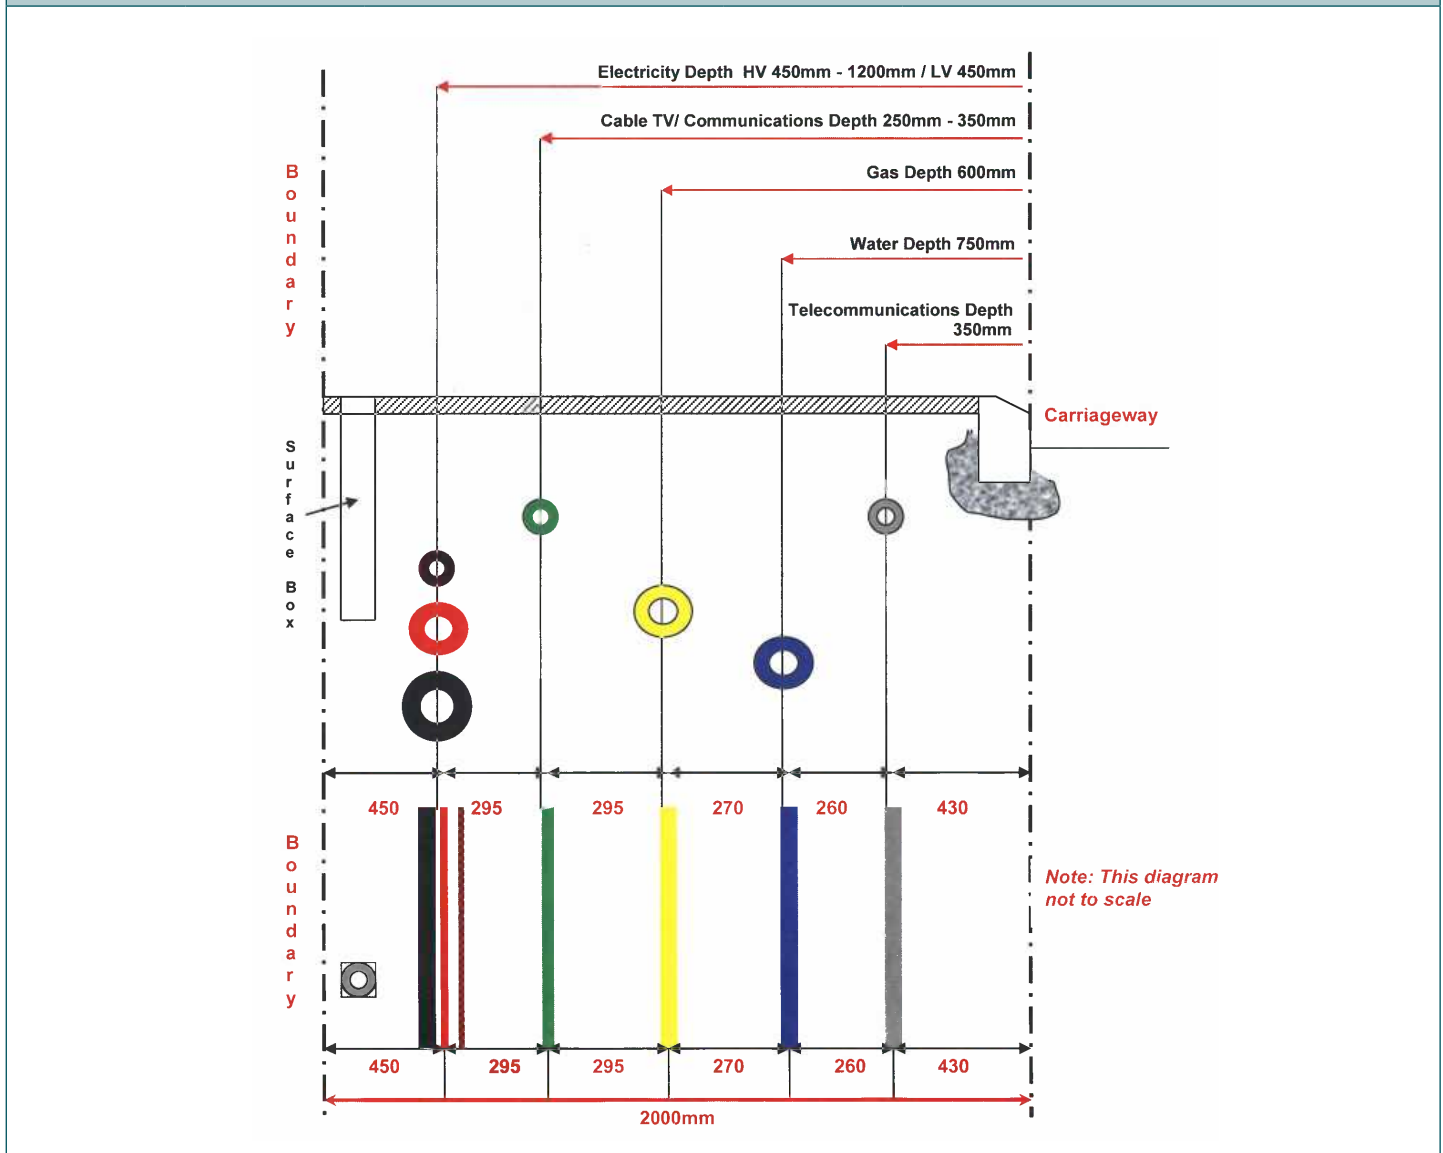 Electricity Depth HV 450mm - 1200mm / LV 450mm
Cable TV/ Communications Depth 250mm - 350mm
Gas Depth 600mm
Water Depth 750mm
Telecommunications Depth
350mm
Boundary
Carriageway
Surface Box
450 295 295 270 260 430
Boundary
Note: This diagram
not to scale
450 295 295 270 260 430
2000mm